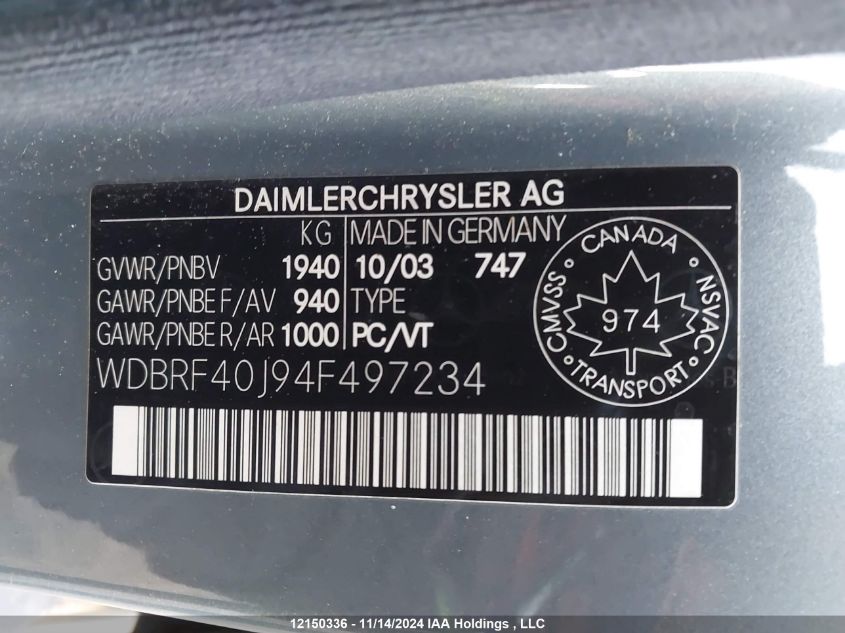 DAIMLERCHRYSLER AG
KG MADE IN GERMANY
GVWR/PNBV 1940 10/03 747
GAWR/PNBE F/AV 940 TYPE
GAWR/PNBE R/AR 1000 PC/VT
WDBRF40J94F497234
CANADA
CMVSS
NSVAC
974
TRANSPORT
12150336 - 11/14/2024 IAA Holdings , LLC